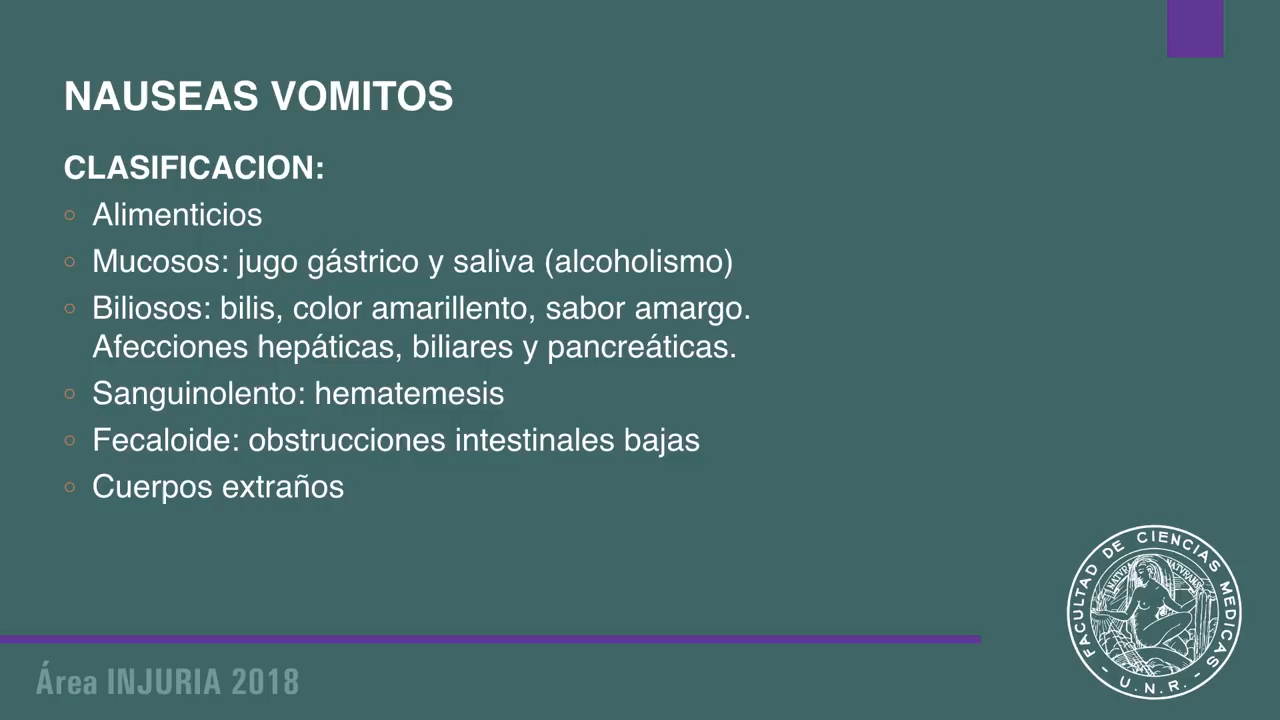 NAUSEAS VOMITOS
CLASIFICACION:
Alimenticios
Mucosos: jugo gástrico y saliva (alcoholismo)
Biliosos: bilis, color amarillento, sabor amargo.
Afecciones hepáticas, biliares y pancreáticas.
Sanguinolento: hematemesis
Fecaloide: obstrucciones intestinales bajas
Cuerpos extraños
FACULTAD DE CIENCIAS MEDICAS
- U.N.R. -
Área INJURIA 2018